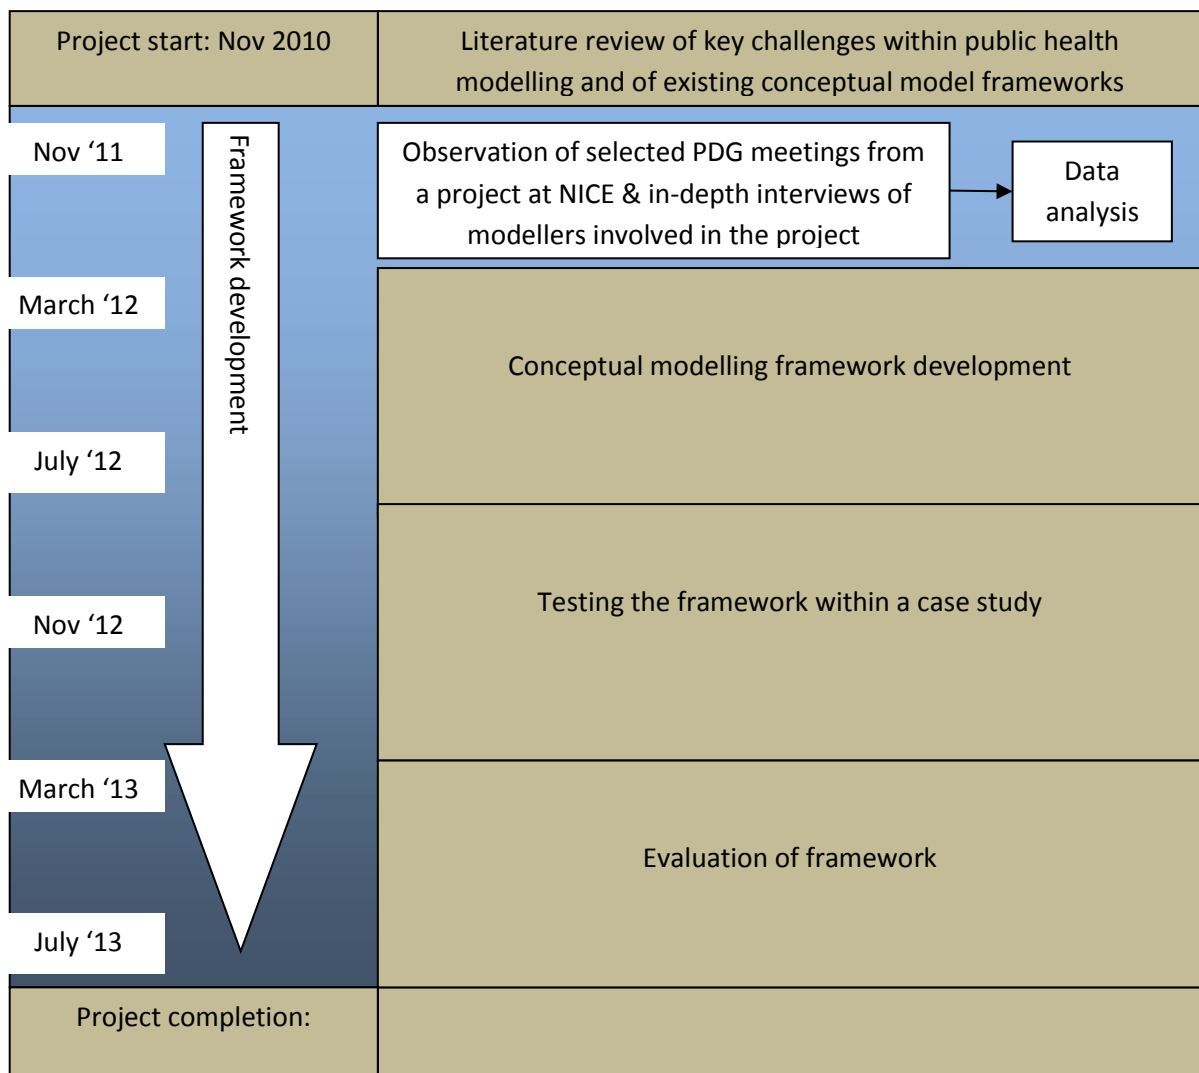 Project start: Nov 2010
Literature review of key challenges within public health
modelling and of existing conceptual model frameworks
Nov ‘11
Framework development
Observation of selected PDG meetings from
a project at NICE & in-depth interviews of
modellers involved in the project
Data
analysis
March ‘12
Conceptual modelling framework development
July ‘12
Testing the framework within a case study
Nov ‘12
March ‘13
Evaluation of framework
July ‘13
Project completion: